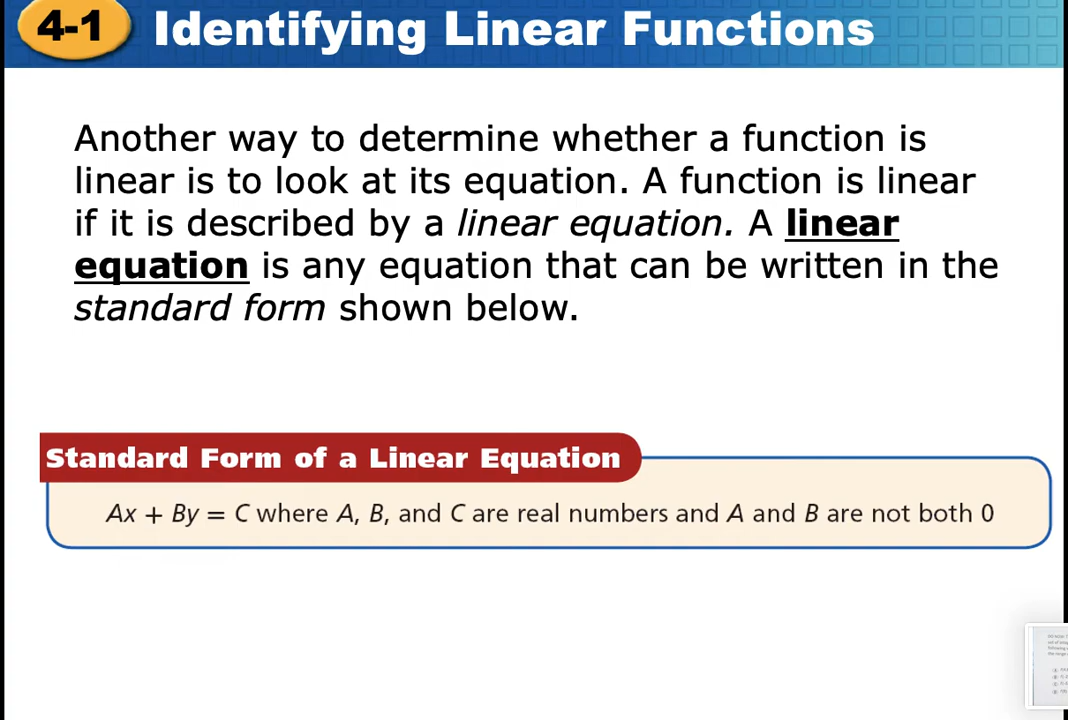 4-1 Identifying Linear Functions
Another way to determine whether a function is
linear is to look at its equation. A function is linear
if it is described by a linear equation. A linear
equation is any equation that can be written in the
standard form shown below.
Standard Form of a Linear Equation
Ax + By = C where A, B, and C are real numbers and A and B are not both 0